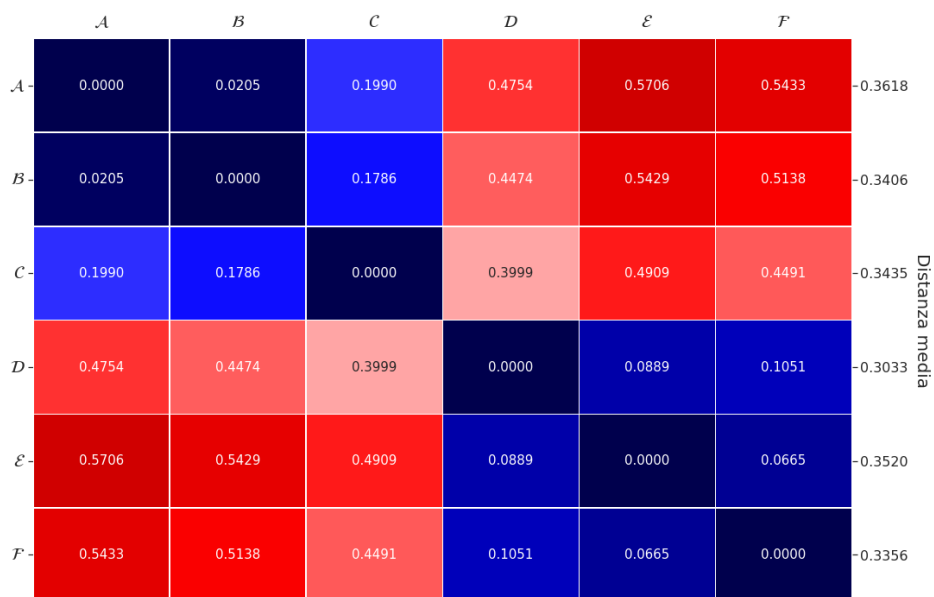 𝒜 ℬ 𝒞 𝒟 ℰ ℱ
𝒜 0.0000 0.0205 0.1990 0.4754 0.5706 0.5433 0.3618
ℬ 0.0205 0.0000 0.1786 0.4474 0.5429 0.5138 0.3406
𝒞 0.1990 0.1786 0.0000 0.3999 0.4909 0.4491 0.3435
𝒟 0.4754 0.4474 0.3999 0.0000 0.0889 0.1051 0.3033
ℰ 0.5706 0.5429 0.4909 0.0889 0.0000 0.0665 0.3520
ℱ 0.5433 0.5138 0.4491 0.1051 0.0665 0.0000 0.3356
Distanza media